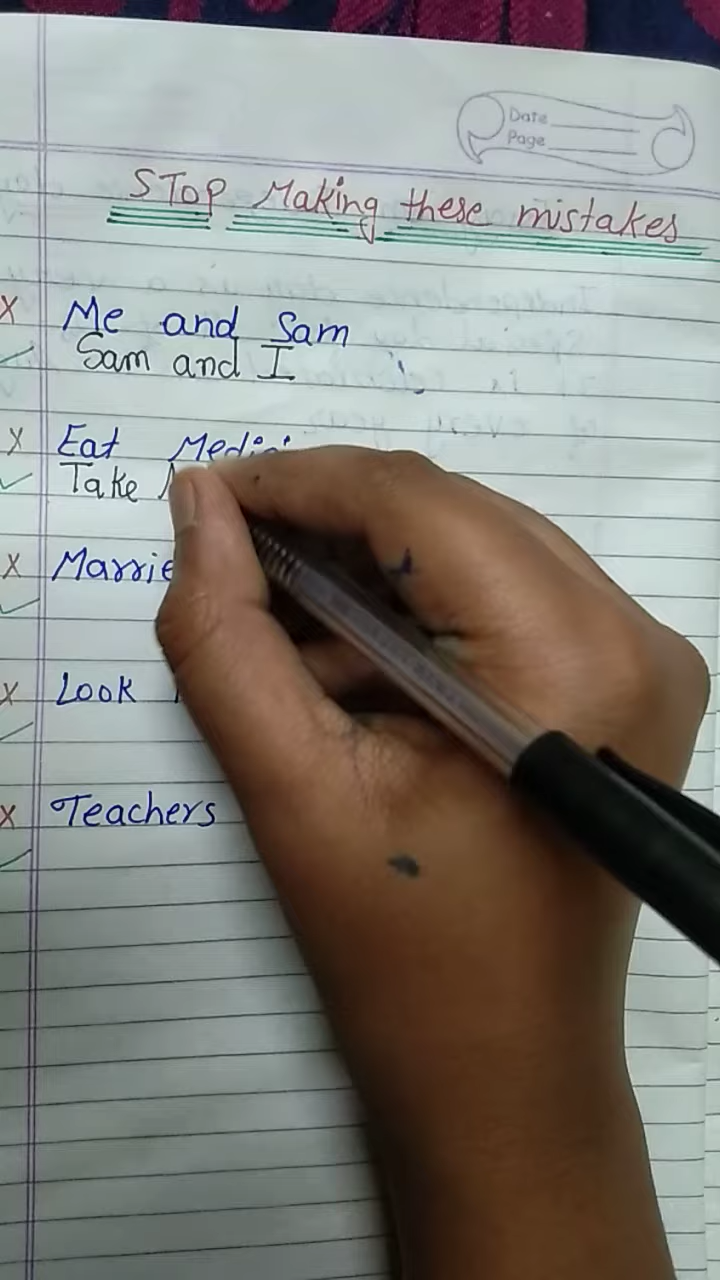 Date
Page
STOP Making these mistakes
X Me and Sam
✓ Sam and I
X Eat
✓ Take
X
✓
X Look
✓
X Teachers
✓